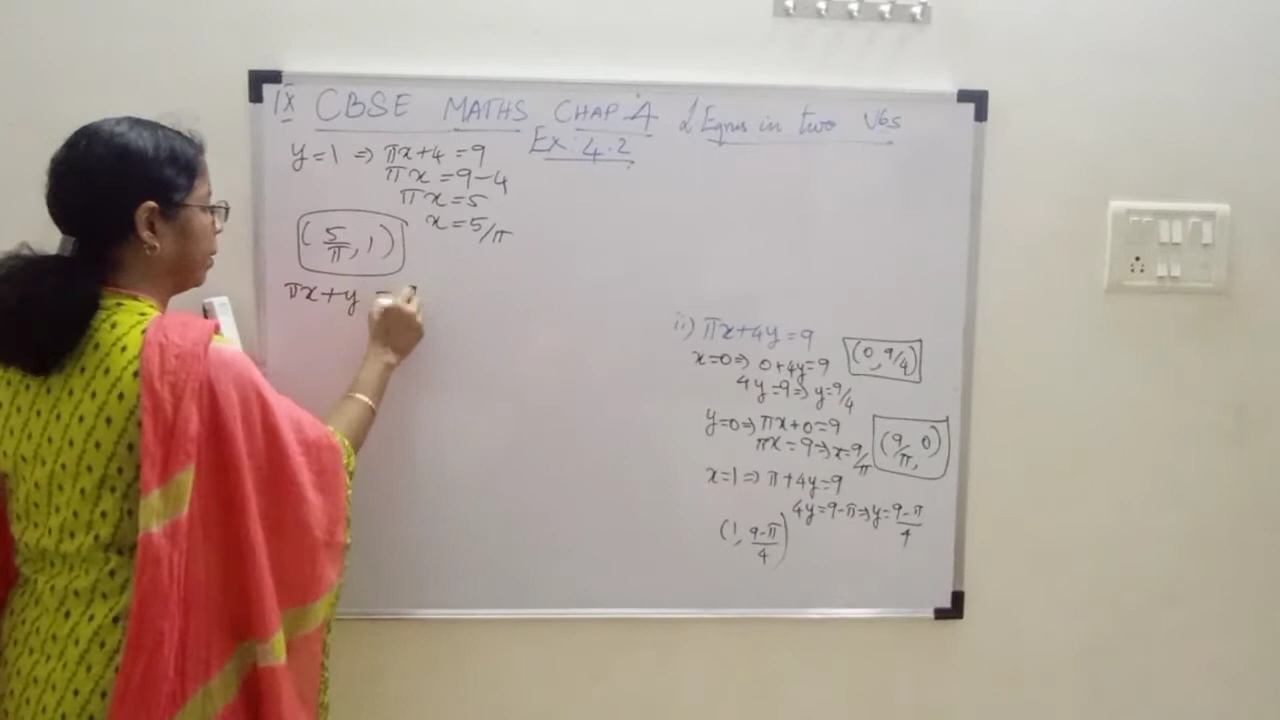 IX CBSE MATHS CHAP 4 L Eqns in two Vbs
Ex: 4.2
y=1 ⇒ πx+4=9
πx=9-4
πx=5
x=5/π
(5/π, 1)
πx+y =
ii) πx+4y=9
x=0⇒ 0+4y=9
(0, 9/4)
4y=9⇒y=9/4
y=0⇒πx+0=9
πx=9⇒x=9/π
(9/π, 0)
x=1⇒π+4y=9
4y=9-π⇒y=9-π/4
(1, 9-π/4)